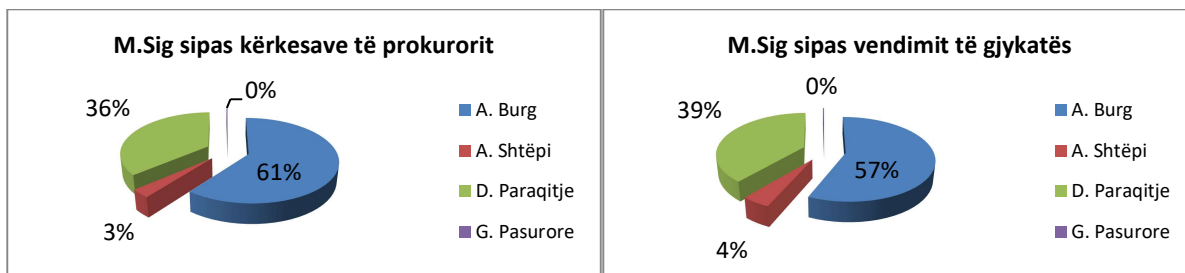 M.Sig sipas kërkesave të prokurorit
0%
36%
61%
3%
A. Burg
A. Shtëpi
D. Paraqitje
G. Pasurore
M.Sig sipas vendimit të gjykatës
0%
39%
57%
4%
A. Burg
A. Shtëpi
D. Paraqitje
G. Pasurore